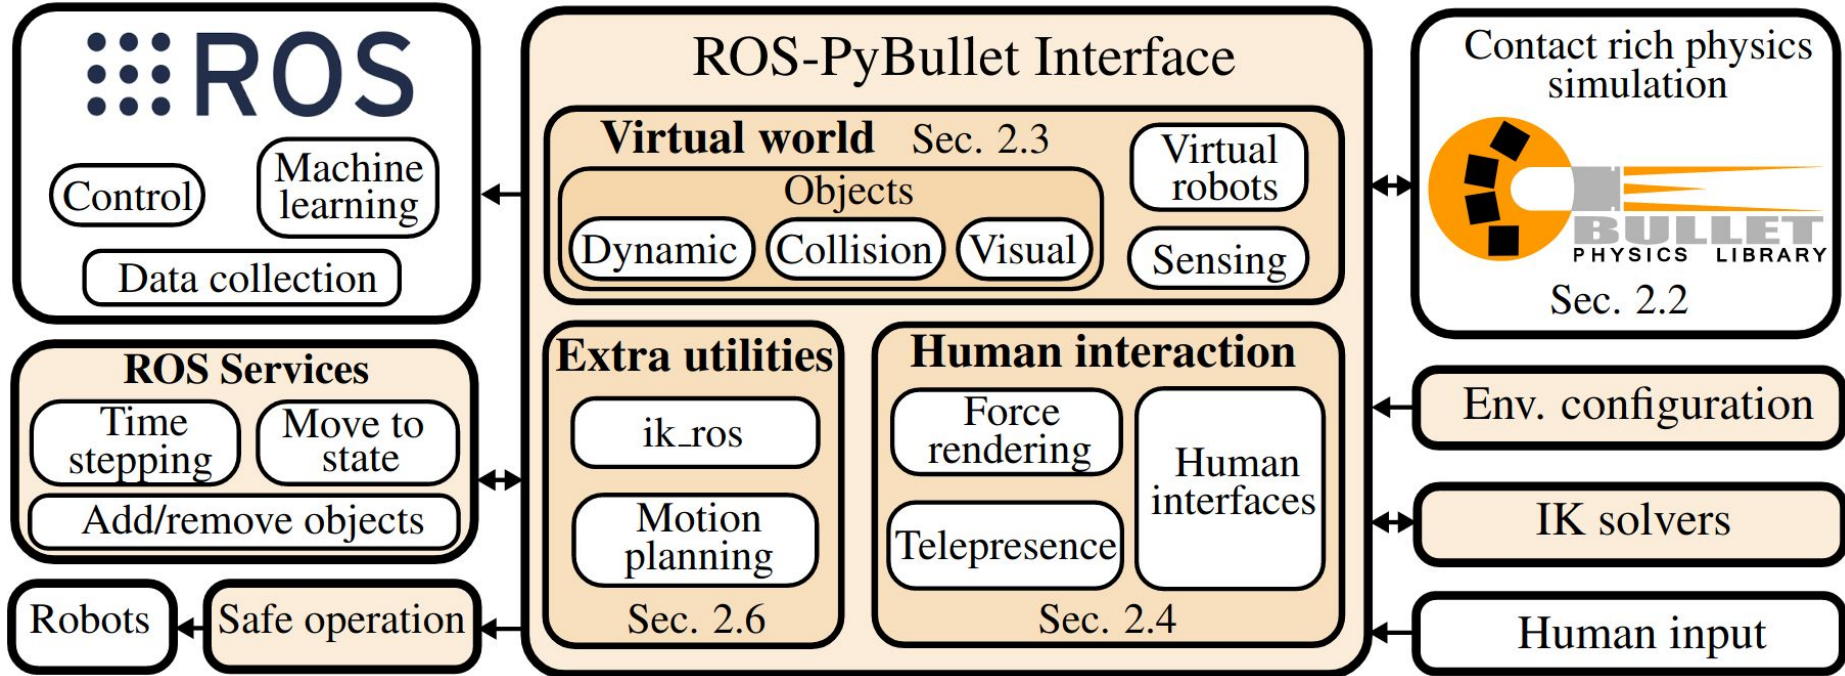 ROS
Control
Machine
learning
Data collection
ROS Services
Time
stepping
Move to
state
Add/remove objects
Robots
Safe operation
ROS-PyBullet Interface
Virtual world Sec. 2.3
Objects
Dynamic
Collision
Visual
Virtual
robots
Sensing
Extra utilities
ik_ros
Motion
planning
Sec. 2.6
Human interaction
Force
rendering
Telepresence
Human
interfaces
Sec. 2.4
Contact rich physics
simulation
BULLET
PHYSICS LIBRARY
Sec. 2.2
Env. configuration
IK solvers
Human input